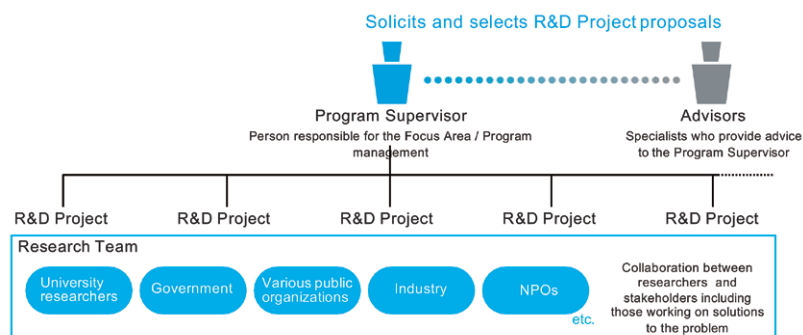 Solicits and selects R&D Project proposals
Program Supervisor
Person responsible for the Focus Area / Program
management
Advisors
Specialists who provide advice
to the Program Supervisor
R&D Project
R&D Project
R&D Project
R&D Project
R&D Project
Research Team
University
researchers
Government
Various public
organizations
Industry
NPOs
etc.
Collaboration between
researchers and
stakeholders including
those working on solutions
to the problem